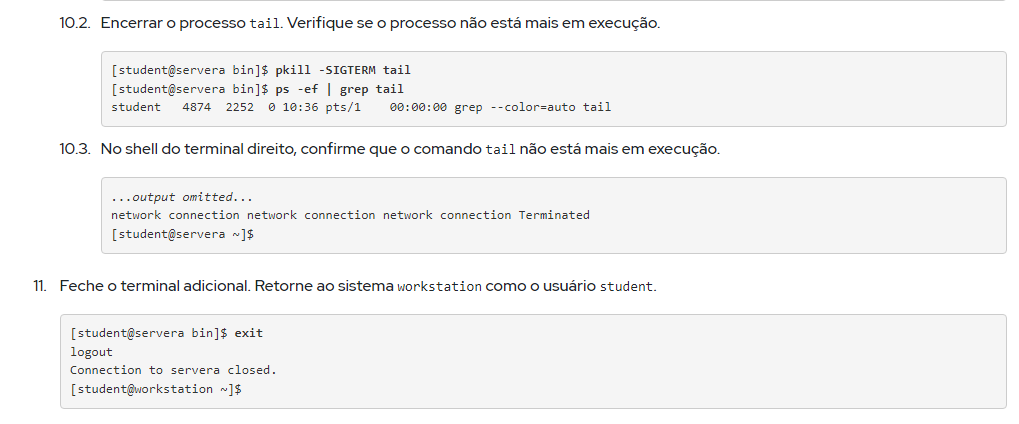 10.2. Encerrar o processo tail. Verifique se o processo não está mais em execução.
[student@servera bin]$ pkill -SIGTERM tail
[student@servera bin]$ ps -ef | grep tail
student   4874  2252  0 10:36 pts/1    00:00:00 grep --color=auto tail
10.3. No shell do terminal direito, confirme que o comando tail não está mais em execução.
...output omitted...
network connection network connection network connection Terminated
[student@servera ~]$
11. Feche o terminal adicional. Retorne ao sistema workstation como o usuário student.
[student@servera bin]$ exit
logout
Connection to servera closed.
[student@workstation ~]$